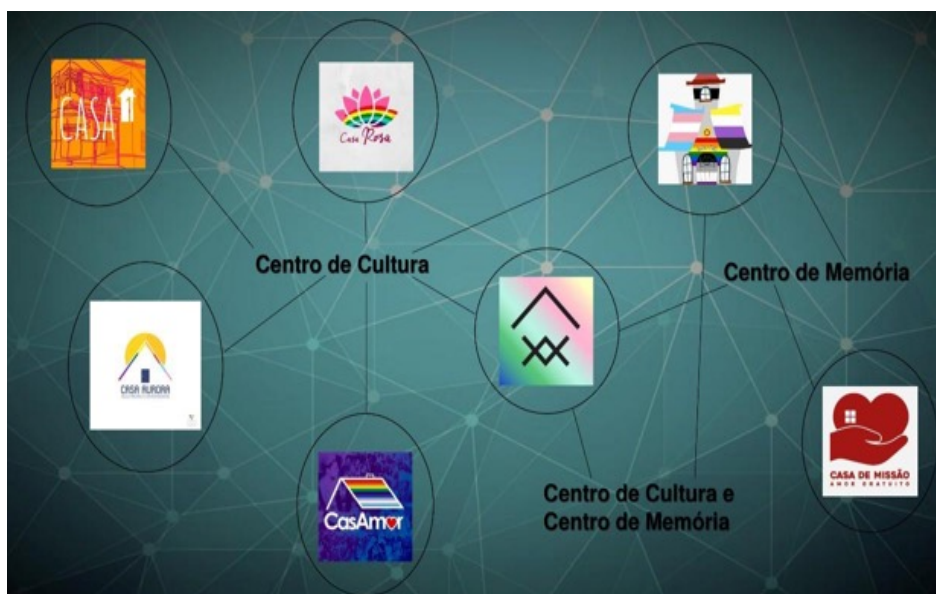 CASA 1
Casa Rosa
Centro de Cultura
Centro de Memória
CASA AURORA
CasAmor
CASA DE MISSÃO
AMOR GRATUITO
Centro de Cultura e
Centro de Memória